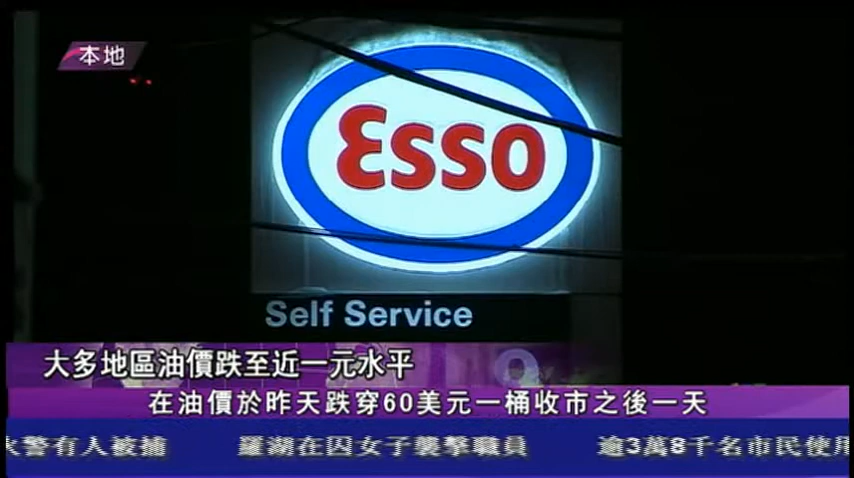 本地
Esso
Self Service
大多地區油價跌至近一元水平
在油價於昨天跌穿60美元一桶收市之後一天
火警有人被捕 羅湖在囚女子襲擊職員 逾3萬8千名市民使用